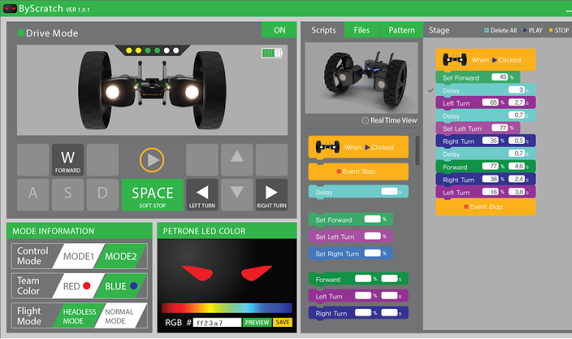 ByScratch VER 1.0.1
Drive Mode
ON
W
FORWARD
A
S
D
SPACE
SOFT STOP
LEFT TURN
RIGHT TURN
MODE INFORMATION
Control Mode
MODE1
MODE2
Team Color
RED
BLUE
Flight Mode
HEADLESS MODE
NORMAL MODE
PETRONE LED COLOR
RGB # ff23a7
PREVIEW
SAVE
Scripts
Files
Pattern
Real Time View
When Clicked
Event Stop
Delay s
Set Forward %
Set Left Turn %
Set Right Turn %
Forward % s
Left Turn % s
Right Turn % s
Stage
Delete All
PLAY
STOP
When Clicked
Set Forward 45 %
Delay 3 s
Left Turn 65 % 2.7 s
Delay 0.7 s
Set Left Turn 77 %
Right Turn 35 % 0.5 s
Delay 0.7 s
Forward 77 % 4.6 s
Right Turn 38 % 2.4 s
Left Turn 16 % 3.8 s
Event Stop